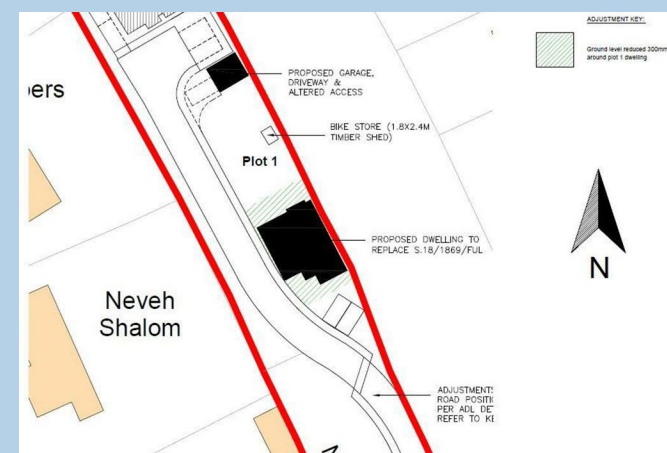 ADJUSTMENT KEY:
Ground level reduced 300mm
around plot 1 dwelling
PROPOSED GARAGE,
DRIVEWAY &
ALTERED ACCESS
BIKE STORE (1.8X2.4M
TIMBER SHED)
Plot 1
PROPOSED DWELLING TO
REPLACE S.18/1869/FUL
Neveh
Shalom
N
ADJUSTMENTS
ROAD POSITI
PER ADL DET
REFER TO KE